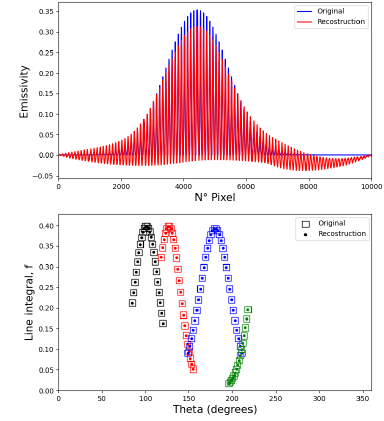 Original
Recostruction
0.35
0.30
0.25
0.20
0.15
0.10
0.05
0.00
−0.05
Emissivity
0 2000 4000 6000 8000 10000
N° Pixel
Original
Recostruction
0.40
0.35
0.30
0.25
0.20
0.15
0.10
0.05
0.00
Line integral, f
0 50 100 150 200 250 300 350
Theta (degrees)